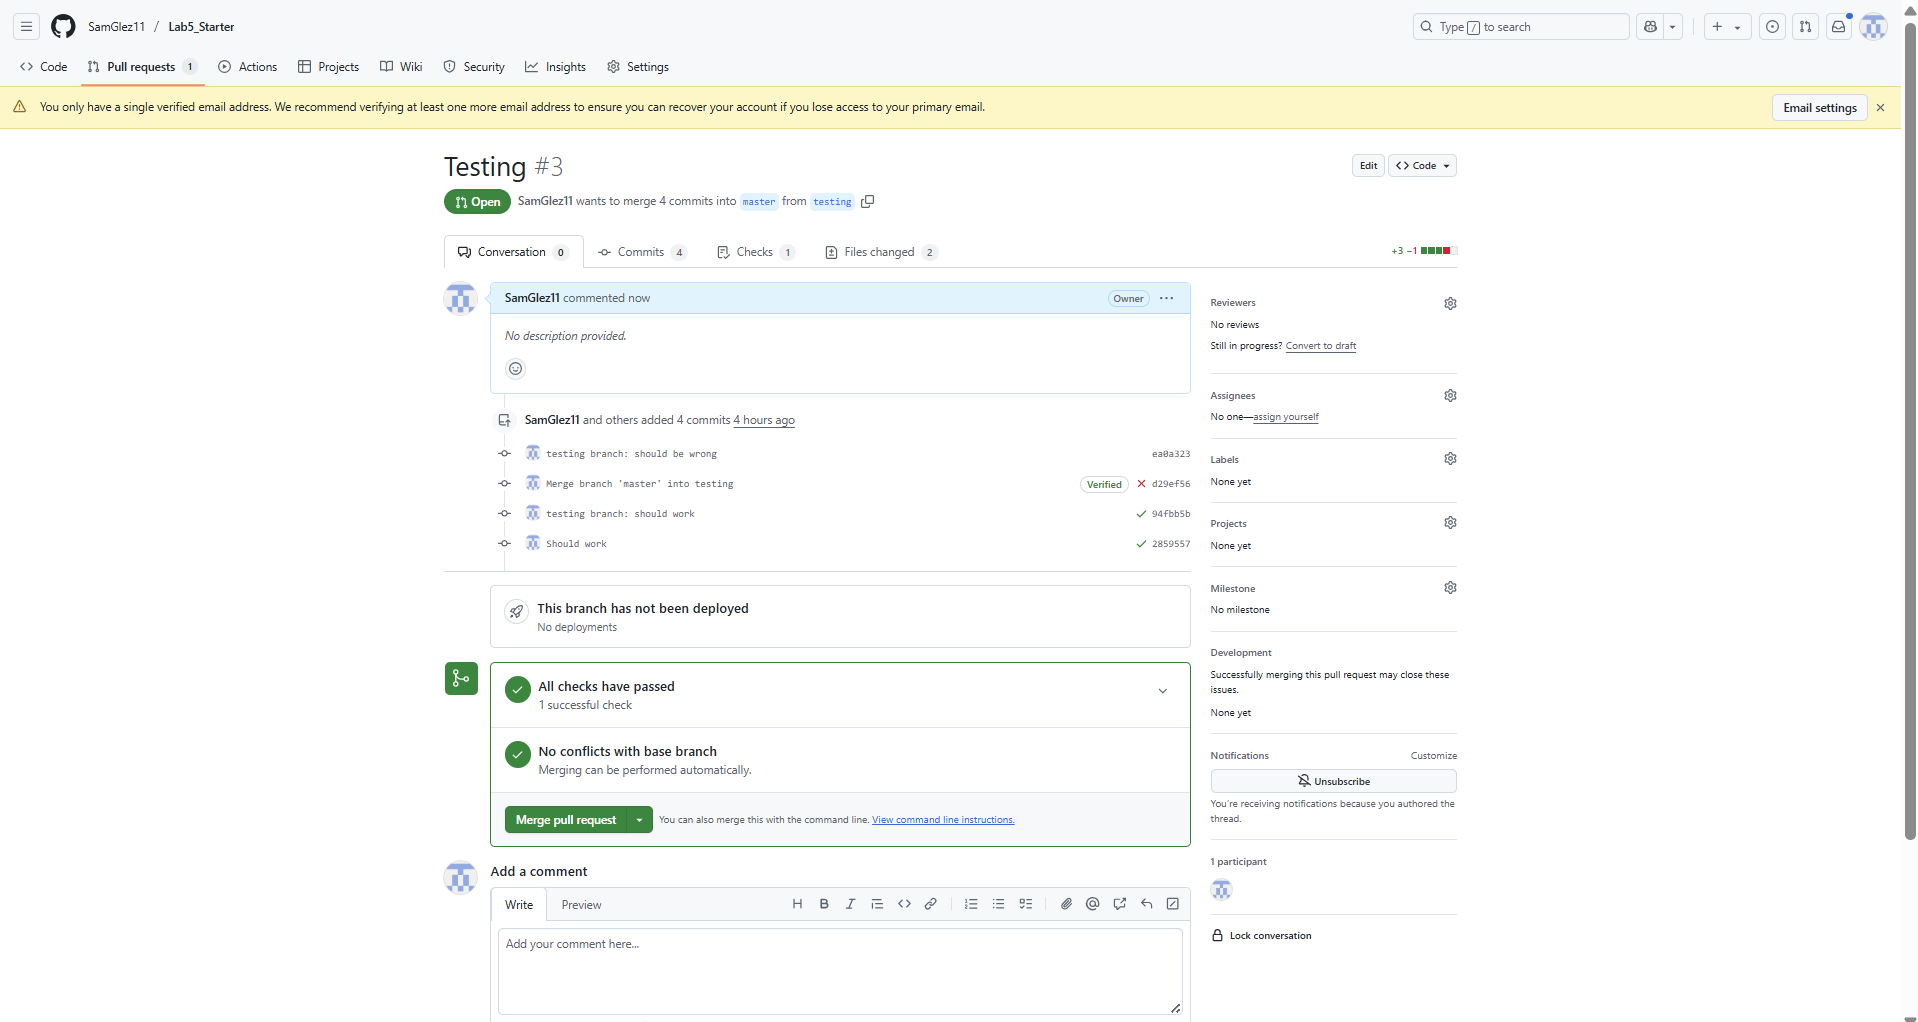 SamGlez11 / Lab5_Starter
Type / to search
Code Pull requests 1 Actions Projects Wiki Security Insights Settings
You only have a single verified email address. We recommend verifying at least one more email address to ensure you can recover your account if you lose access to your primary email.
Email settings
Testing #3
Edit
Code
Open
SamGlez11 wants to merge 4 commits into master from testing
Conversation 0
Commits 4
Checks 1
Files changed 2
+3 −1
SamGlez11 commented now
Owner
No description provided.
SamGlez11 and others added 4 commits 4 hours ago
testing branch: should be wrong
ea0a323
Merge branch 'master' into testing
Verified
d29ef56
testing branch: should work
94fbb5b
Should work
2859557
This branch has not been deployed
No deployments
All checks have passed
1 successful check
No conflicts with base branch
Merging can be performed automatically.
Merge pull request
You can also merge this with the command line. View command line instructions.
Add a comment
Write
Preview
Add your comment here...
Reviewers
No reviews
Still in progress? Convert to draft
Assignees
No one—assign yourself
Labels
None yet
Projects
None yet
Milestone
No milestone
Development
Successfully merging this pull request may close these
issues.
None yet
Notifications
Customize
Unsubscribe
You're receiving notifications because you authored the
thread.
1 participant
Lock conversation